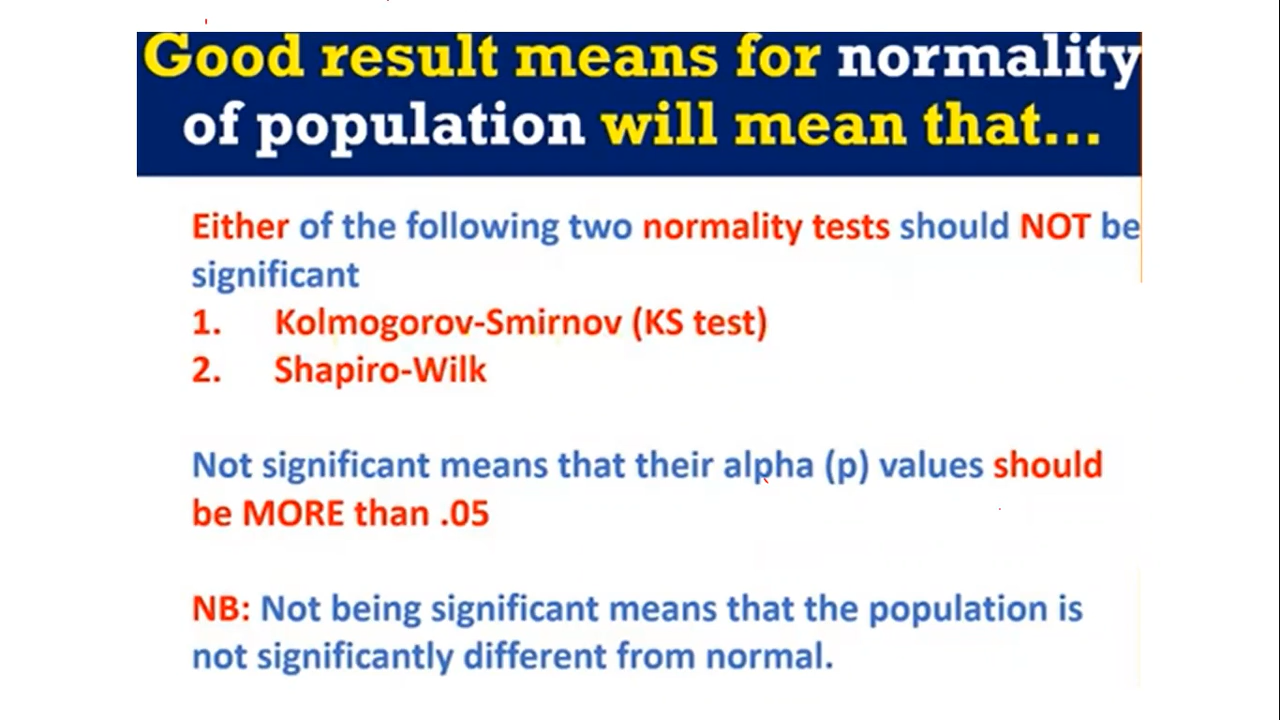 Good result means for normality
of population will mean that...
Either of the following two normality tests should NOT be
significant
1. Kolmogorov-Smirnov (KS test)
2. Shapiro-Wilk
Not significant means that their alpha (p) values should
be MORE than .05
NB: Not being significant means that the population is
not significantly different from normal.